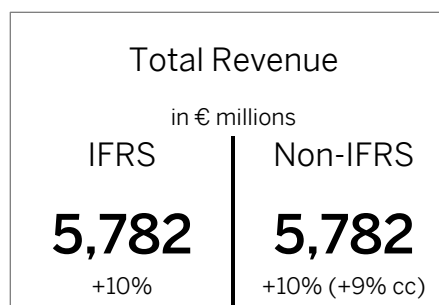 Total Revenue
in € millions
IFRS Non-IFRS
5,782 5,782
+10% +10% (+9% cc)